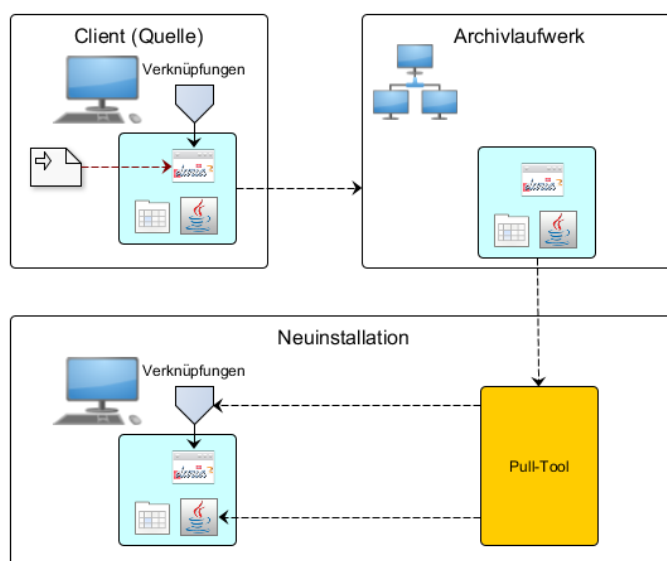 Client (Quelle)
Archivlaufwerk
Verknüpfungen
Neuinstallation
Verknüpfungen
Pull-Tool